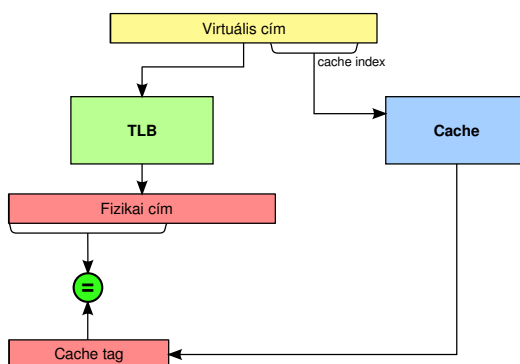 Virtuális cím
cache index
TLB
Cache
Fizikai cím
=
Cache tag